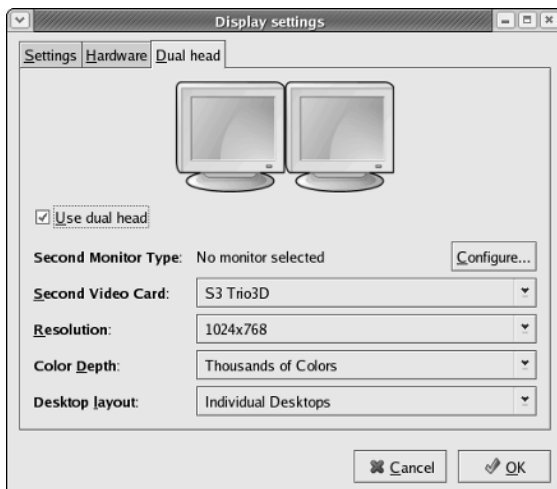 Display settings
Settings Hardware Dual head
Use dual head
Second Monitor Type: No monitor selected Configure...
Second Video Card: S3 Trio3D
Resolution: 1024x768
Color Depth: Thousands of Colors
Desktop layout: Individual Desktops
Cancel OK